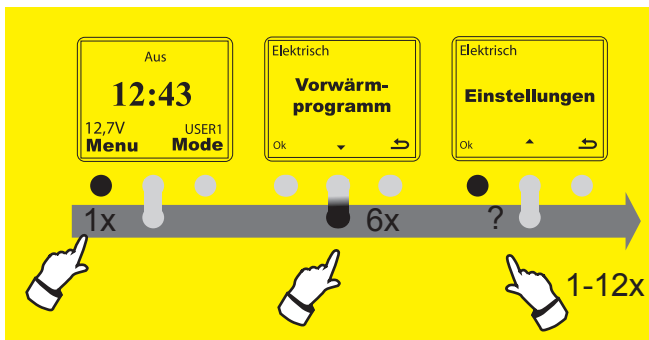 Aus
12:43
12,7V USER1
Menu Mode
Elektrisch
Vorwärm-
programm
Ok
Elektrisch
Einstellungen
Ok
1x
6x
?
1-12x